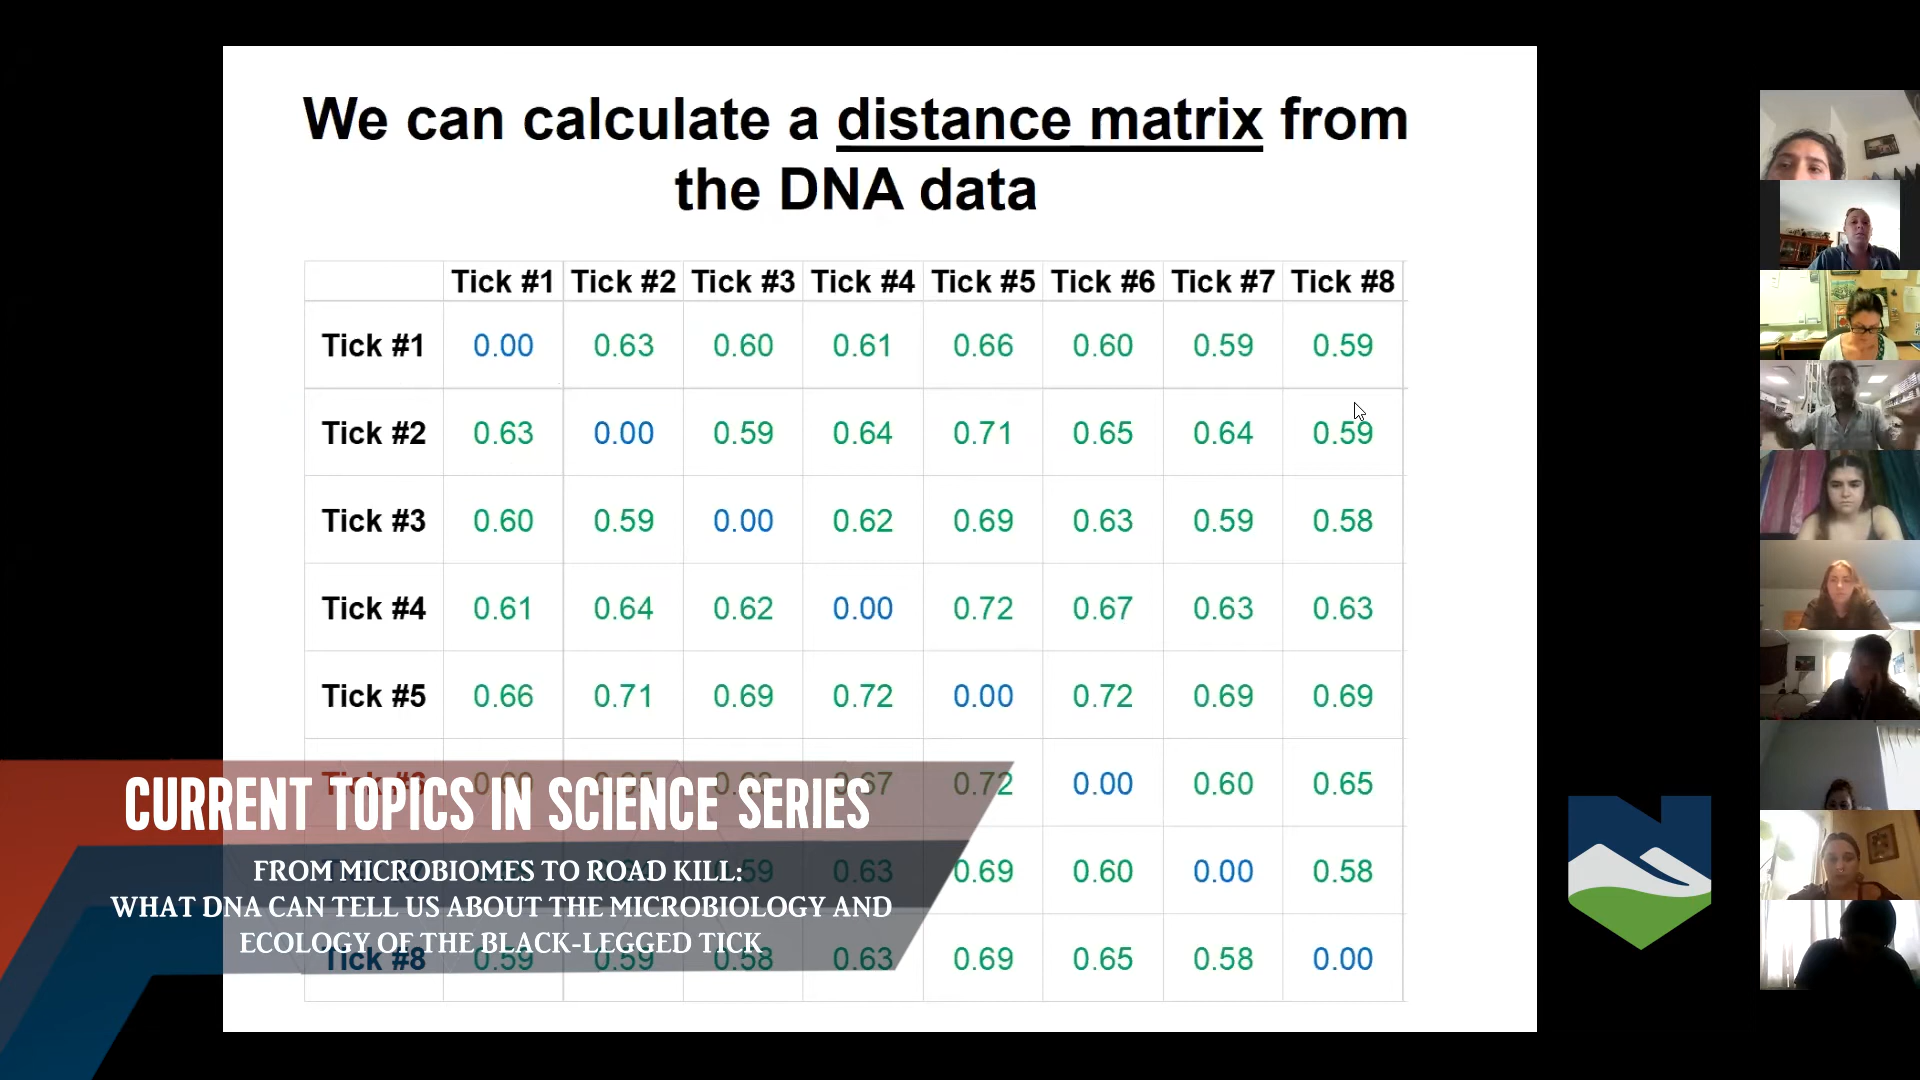 We can calculate a distance matrix from
the DNA data
Tick #1 Tick #2 Tick #3 Tick #4 Tick #5 Tick #6 Tick #7 Tick #8
Tick #1 0.00 0.63 0.60 0.61 0.66 0.60 0.59 0.59
Tick #2 0.63 0.00 0.59 0.64 0.71 0.65 0.64 0.59
Tick #3 0.60 0.59 0.00 0.62 0.69 0.63 0.59 0.58
Tick #4 0.61 0.64 0.62 0.00 0.72 0.67 0.63 0.63
Tick #5 0.66 0.71 0.69 0.72 0.00 0.72 0.69 0.69
0.72 0.00 0.60 0.65
CURRENT TOPICS IN SCIENCE SERIES
0.63 0.69 0.60 0.00 0.58
FROM MICROBIOMES TO ROAD KILL:
WHAT DNA CAN TELL US ABOUT THE MICROBIOLOGY AND
ECOLOGY OF THE BLACK-LEGGED TICK
Tick #8 0.59 0.59 0.58 0.63 0.69 0.65 0.58 0.00